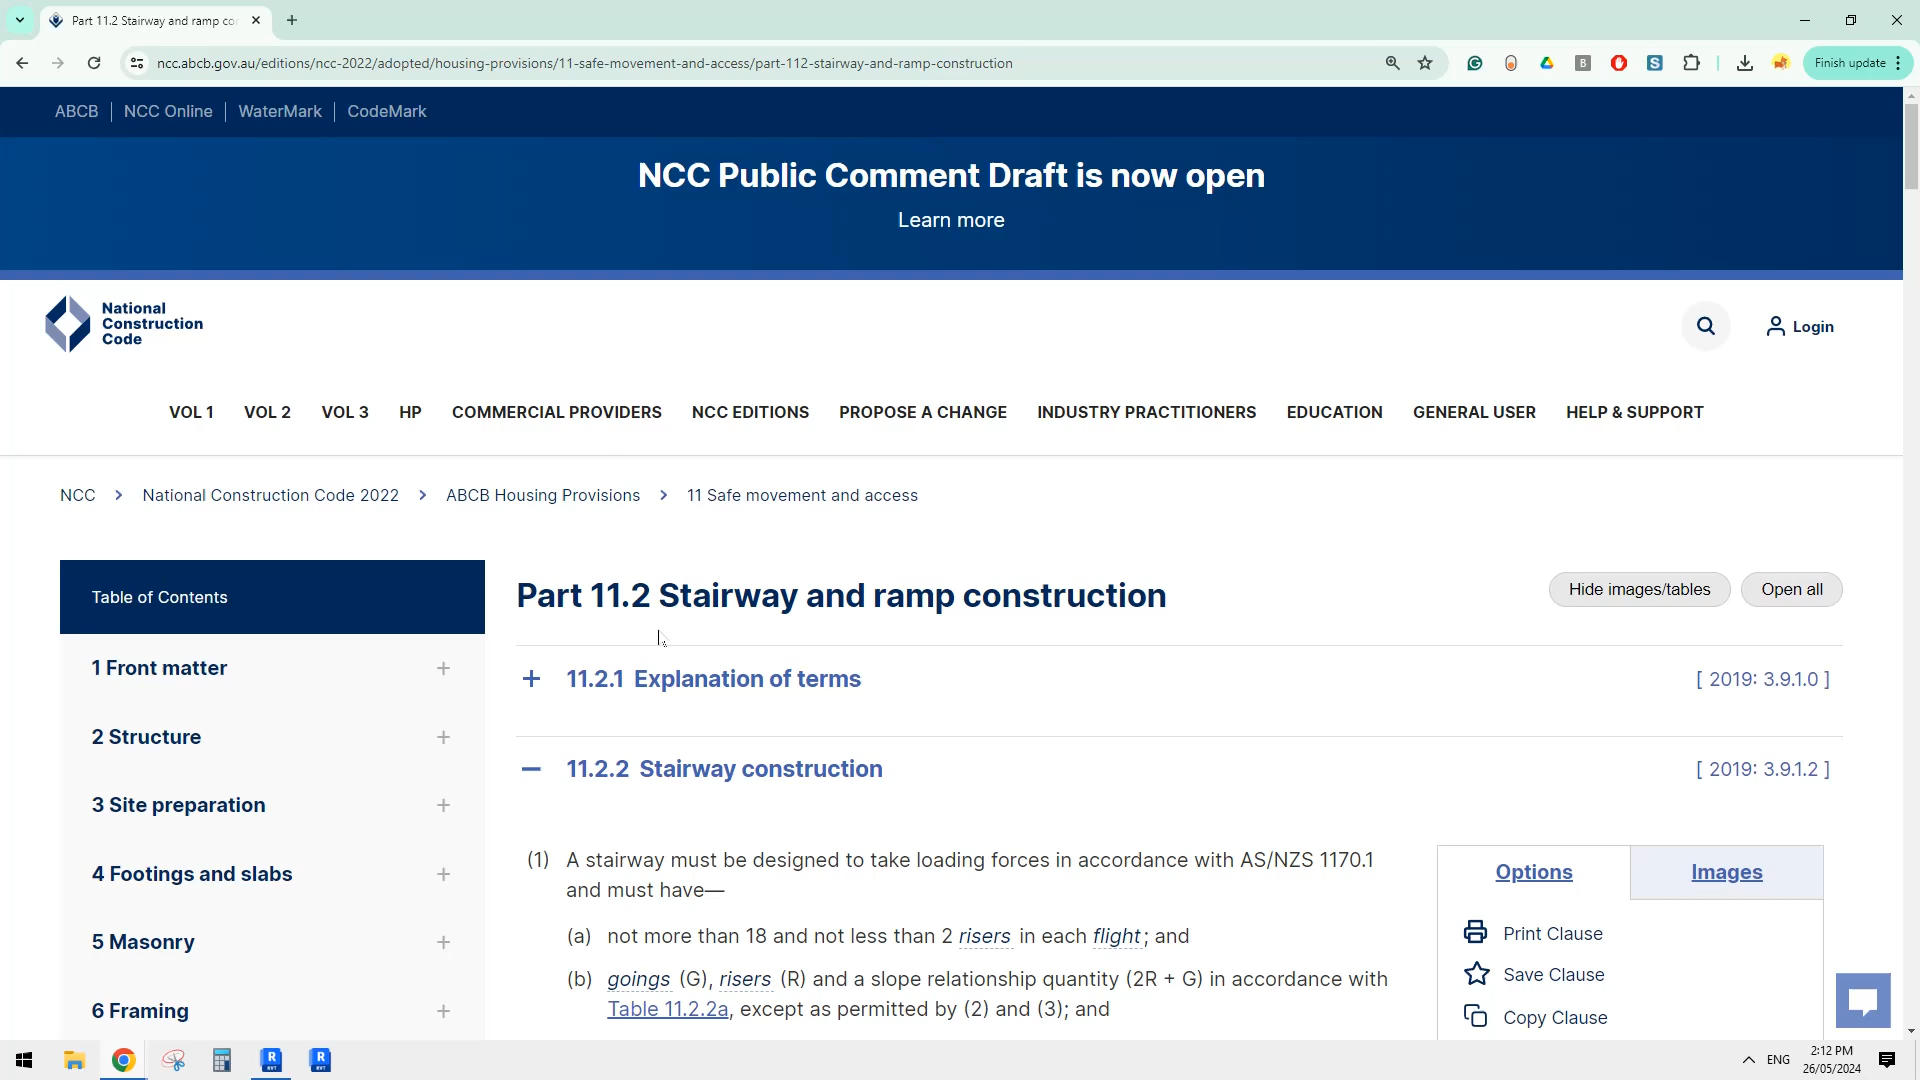 Part 11.2 Stairway and ramp co
ncc.abcb.gov.au/editions/ncc-2022/adopted/housing-provisions/11-safe-movement-and-access/part-112-stairway-and-ramp-construction
Finish update
ABCB
NCC Online
WaterMark
CodeMark
NCC Public Comment Draft is now open
Learn more
National
Construction
Code
Login
VOL 1
VOL 2
VOL 3
HP
COMMERCIAL PROVIDERS
NCC EDITIONS
PROPOSE A CHANGE
INDUSTRY PRACTITIONERS
EDUCATION
GENERAL USER
HELP & SUPPORT
NCC > National Construction Code 2022 > ABCB Housing Provisions > 11 Safe movement and access
Table of Contents
1 Front matter
2 Structure
3 Site preparation
4 Footings and slabs
5 Masonry
6 Framing
Part 11.2 Stairway and ramp construction
Hide images/tables
Open all
11.2.1 Explanation of terms
[ 2019: 3.9.1.0 ]
11.2.2 Stairway construction
[ 2019: 3.9.1.2 ]
(1) A stairway must be designed to take loading forces in accordance with AS/NZS 1170.1
and must have—
(a) not more than 18 and not less than 2 risers in each flight; and
(b) goings (G), risers (R) and a slope relationship quantity (2R + G) in accordance with
Table 11.2.2a, except as permitted by (2) and (3); and
Options
Images
Print Clause
Save Clause
Copy Clause
ENG
2:12 PM
26/05/2024